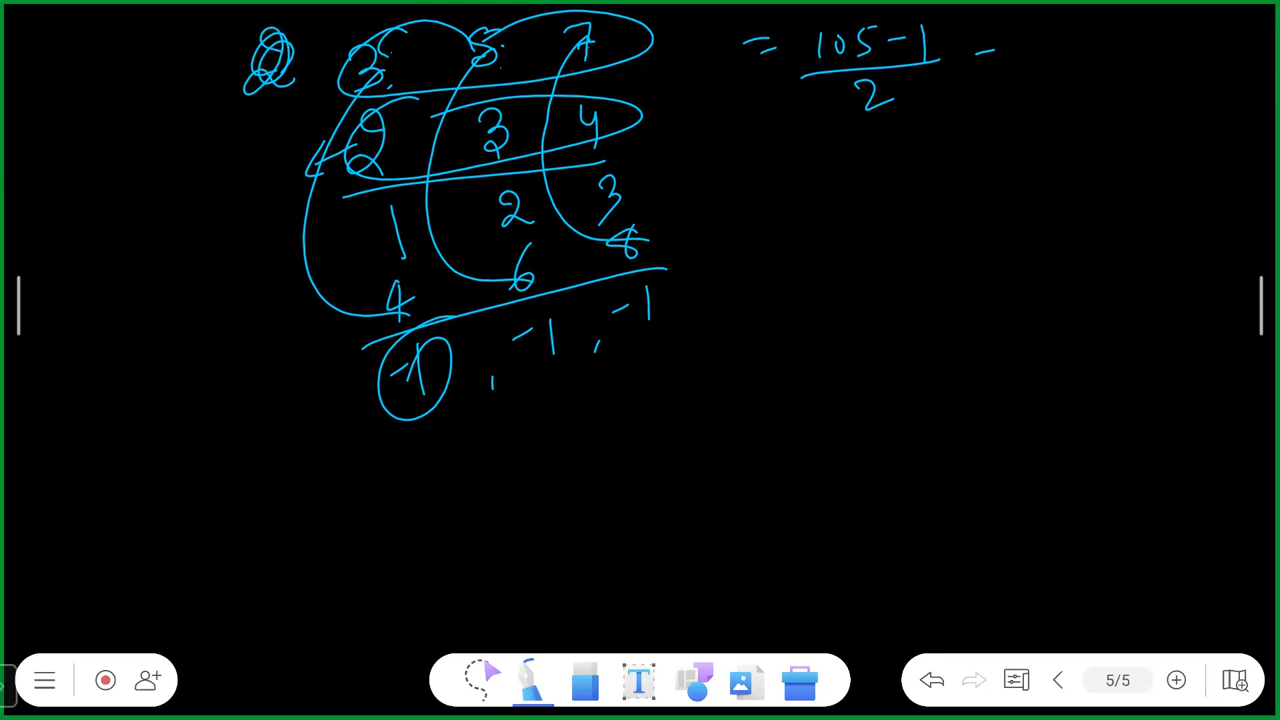 3 5 7 = 105 - 1 / 2 -
2 3 4
1 2 3
4 6 8
-1, -1, -1
T 5/5